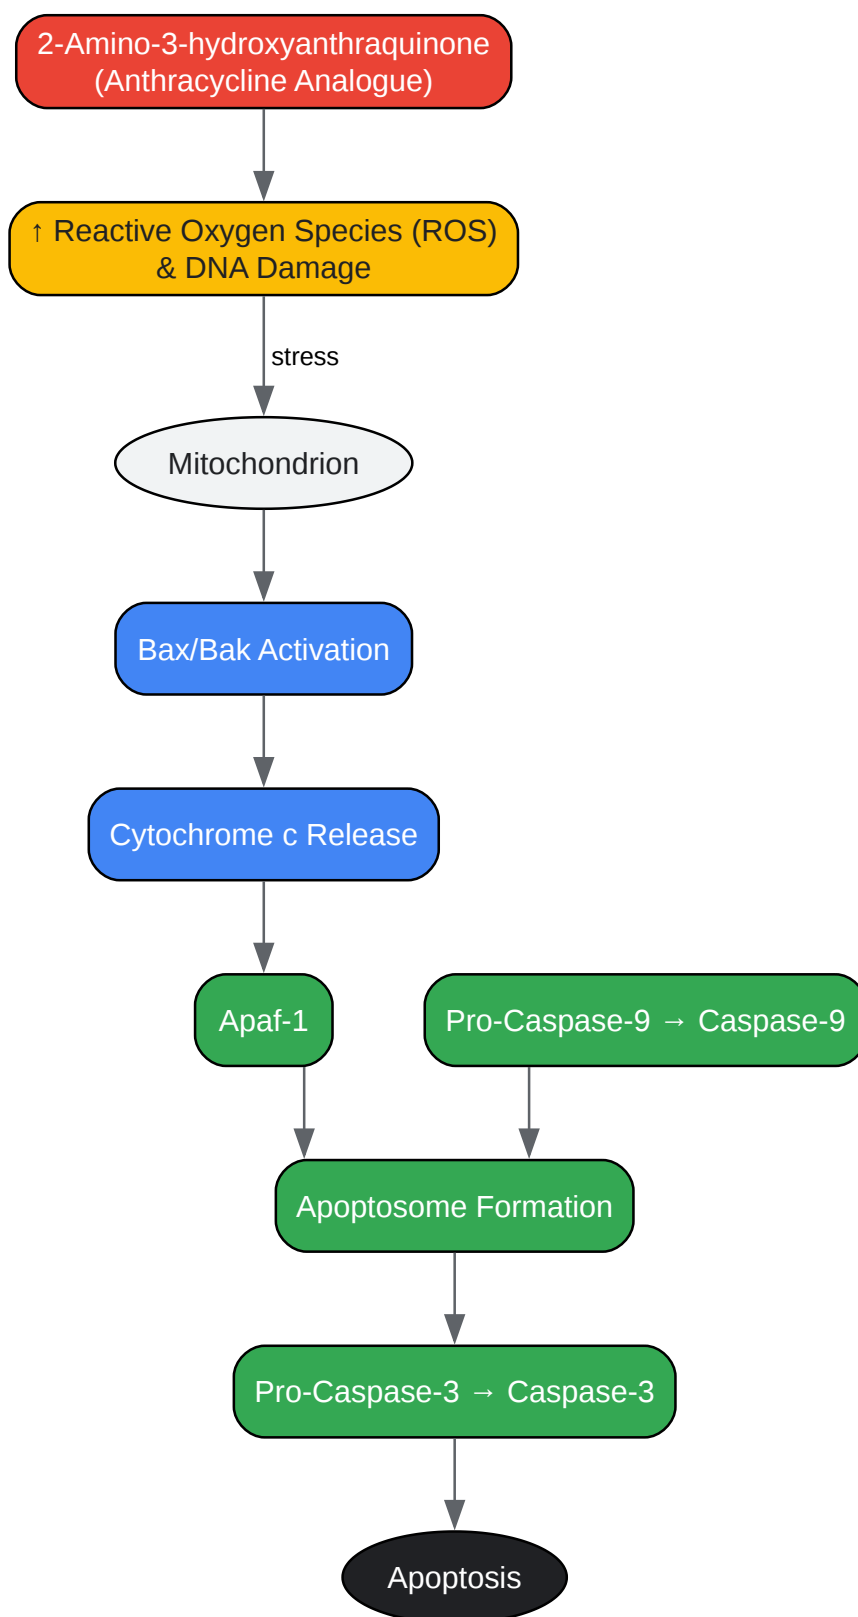 2-Amino-3-hydroxyanthraquinone
(Anthracycline Analogue)
↑ Reactive Oxygen Species (ROS)
& DNA Damage
stress
Mitochondrion
Bax/Bak Activation
Cytochrome c Release
Apaf-1
Pro-Caspase-9 → Caspase-9
Apoptosome Formation
Pro-Caspase-3 → Caspase-3
Apoptosis